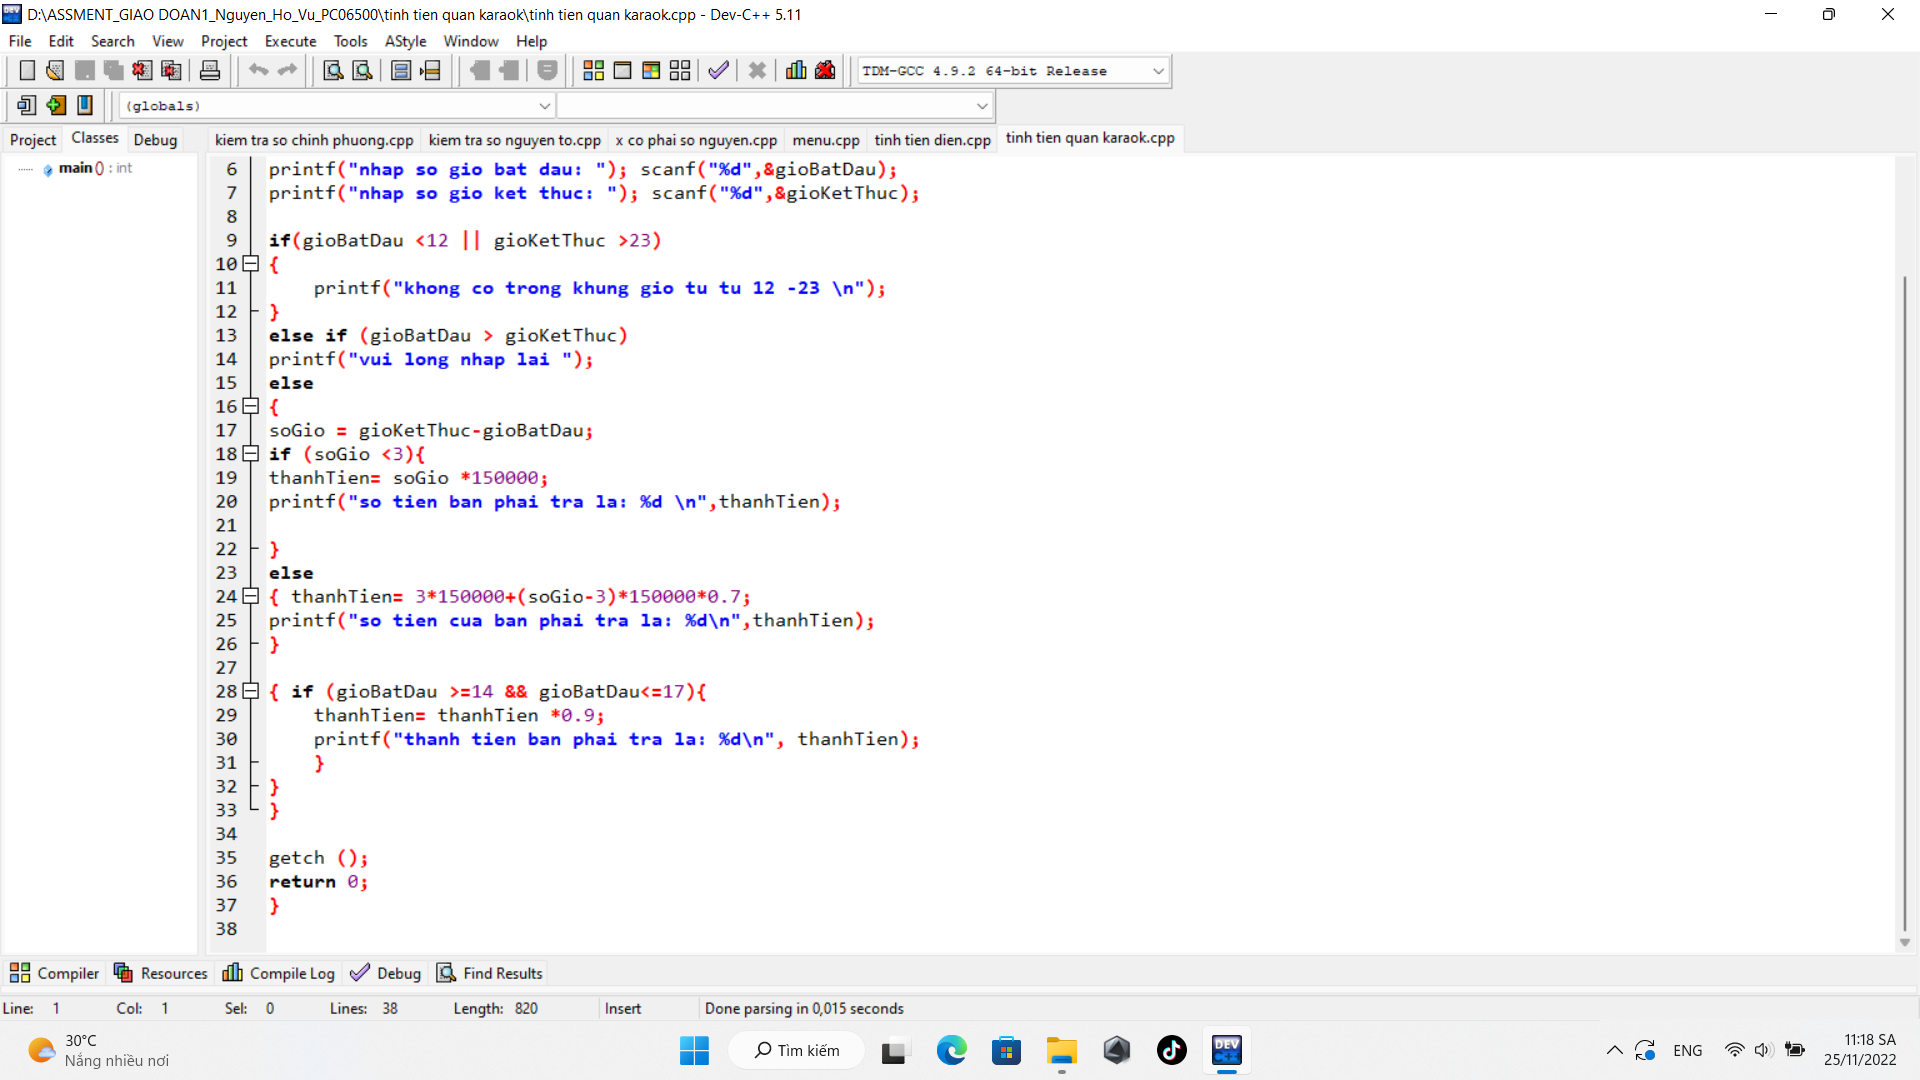 D:\ASSMENT_GIAO DOAN1_Nguyen_Ho_Vu_PC06500\tinh tien quan karaok\tinh tien quan karaok.cpp - Dev-C++ 5.11
File Edit Search View Project Execute Tools AStyle Window Help
TDM-GCC 4.9.2 64-bit Release
(globals)
Project Classes Debug
kiem tra so chinh phuong.cpp kiem tra so nguyen to.cpp x co phai so nguyen.cpp menu.cpp tinh tien dien.cpp tinh tien quan karaok.cpp
main () : int
6 printf("nhap so gio bat dau: "); scanf("%d",&gioBatDau);
7 printf("nhap so gio ket thuc: "); scanf("%d",&gioKetThuc);
8
9 if(gioBatDau <12 || gioKetThuc >23)
10 {
11 printf("khong co trong khung gio tu tu 12 -23 \n");
12 }
13 else if (gioBatDau > gioKetThuc)
14 printf("vui long nhap lai ");
15 else
16 {
17 soGio = gioKetThuc-gioBatDau;
18 if (soGio <3){
19 thanhTien= soGio *150000;
20 printf("so tien ban phai tra la: %d \n",thanhTien);
21
22 }
23 else
24 { thanhTien= 3*150000+(soGio-3)*150000*0.7;
25 printf("so tien cua ban phai tra la: %d\n",thanhTien);
26 }
27
28 { if (gioBatDau >=14 && gioBatDau<=17){
29 thanhTien= thanhTien *0.9;
30 printf("thanh tien ban phai tra la: %d\n", thanhTien);
31 }
32 }
33 }
34
35 getch ();
36 return 0;
37 }
38
Compiler Resources Compile Log Debug Find Results
Line: 1 Col: 1 Sel: 0 Lines: 38 Length: 820 Insert Done parsing in 0,015 seconds
30°C
Nắng nhiều nơi
Tìm kiếm
DEV C++
ENG
11:18 SA
25/11/2022